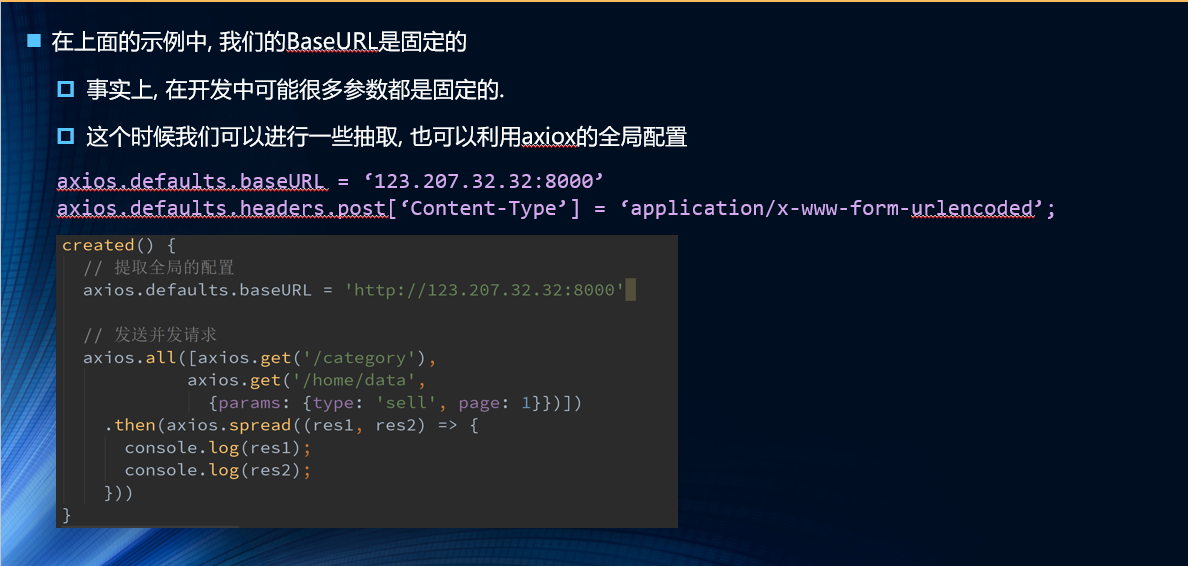 在上面的示例中, 我们的BaseURL是固定的
事实上, 在开发中可能很多参数都是固定的.
这个时候我们可以进行一些抽取, 也可以利用axiox的全局配置
axios.defaults.baseURL = ‘123.207.32.32:8000’
axios.defaults.headers.post[‘Content-Type’] = ‘application/x-www-form-urlencoded’;
created() {
// 提取全局的配置
axios.defaults.baseURL = 'http://123.207.32.32:8000'
// 发送并发请求
axios.all([axios.get('/category'),
axios.get('/home/data',
{params: {type: 'sell', page: 1}})])
.then(axios.spread((res1, res2) => {
console.log(res1);
console.log(res2);
}))
}